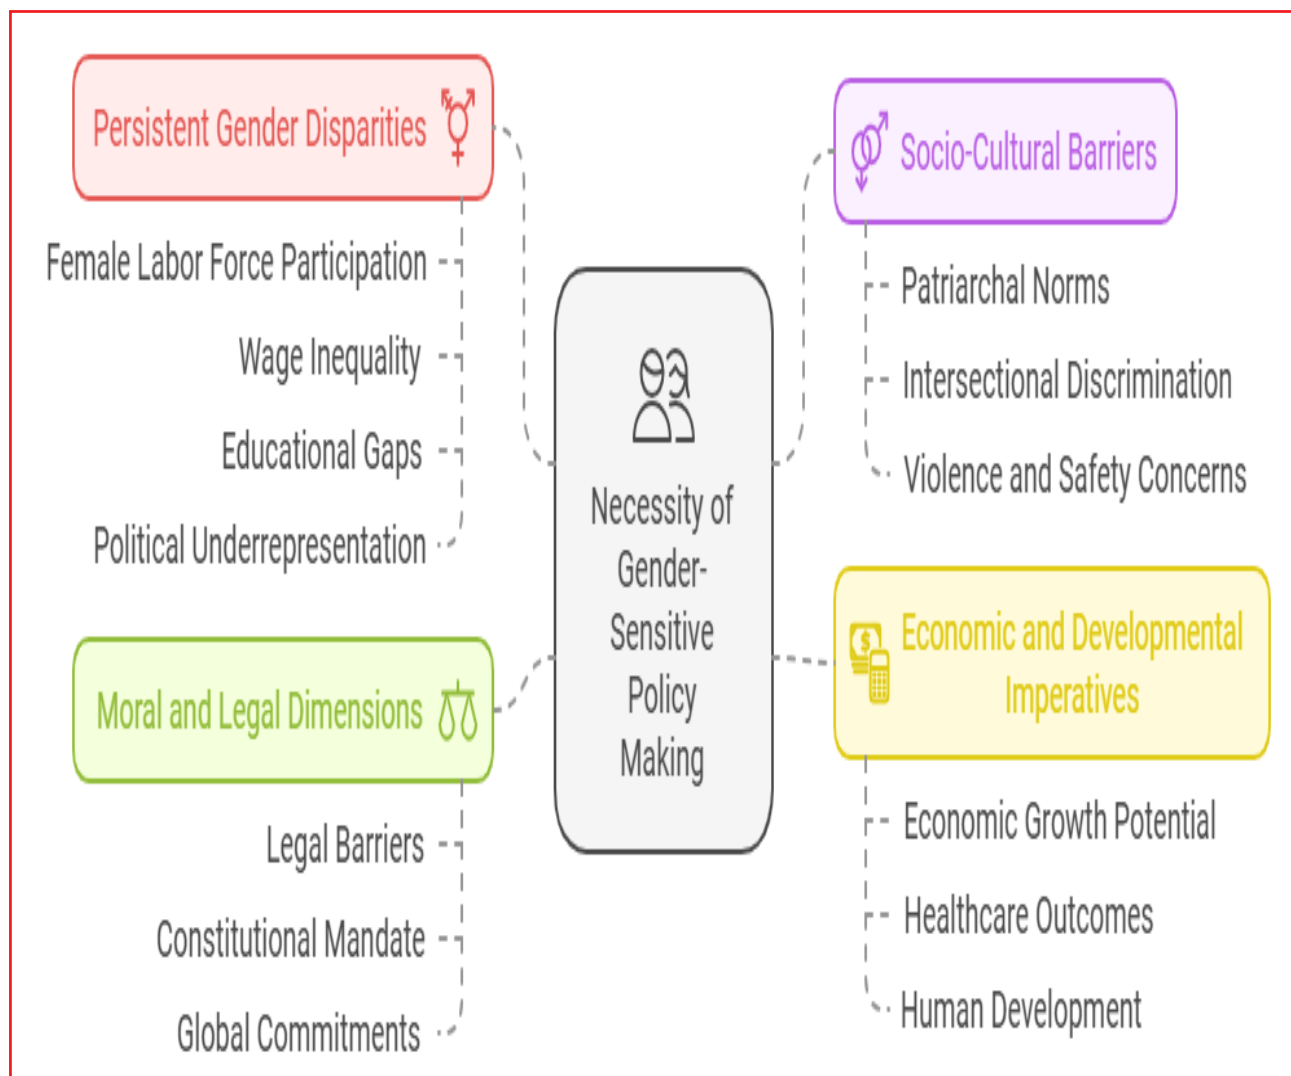 Persistent Gender Disparities
Female Labor Force Participation
Wage Inequality
Educational Gaps
Political Underrepresentation
Moral and Legal Dimensions
Legal Barriers
Constitutional Mandate
Global Commitments
Necessity of
Gender-
Sensitive
Policy
Making
Socio-Cultural Barriers
Patriarchal Norms
Intersectional Discrimination
Violence and Safety Concerns
Economic and Developmental
Imperatives
Economic Growth Potential
Healthcare Outcomes
Human Development